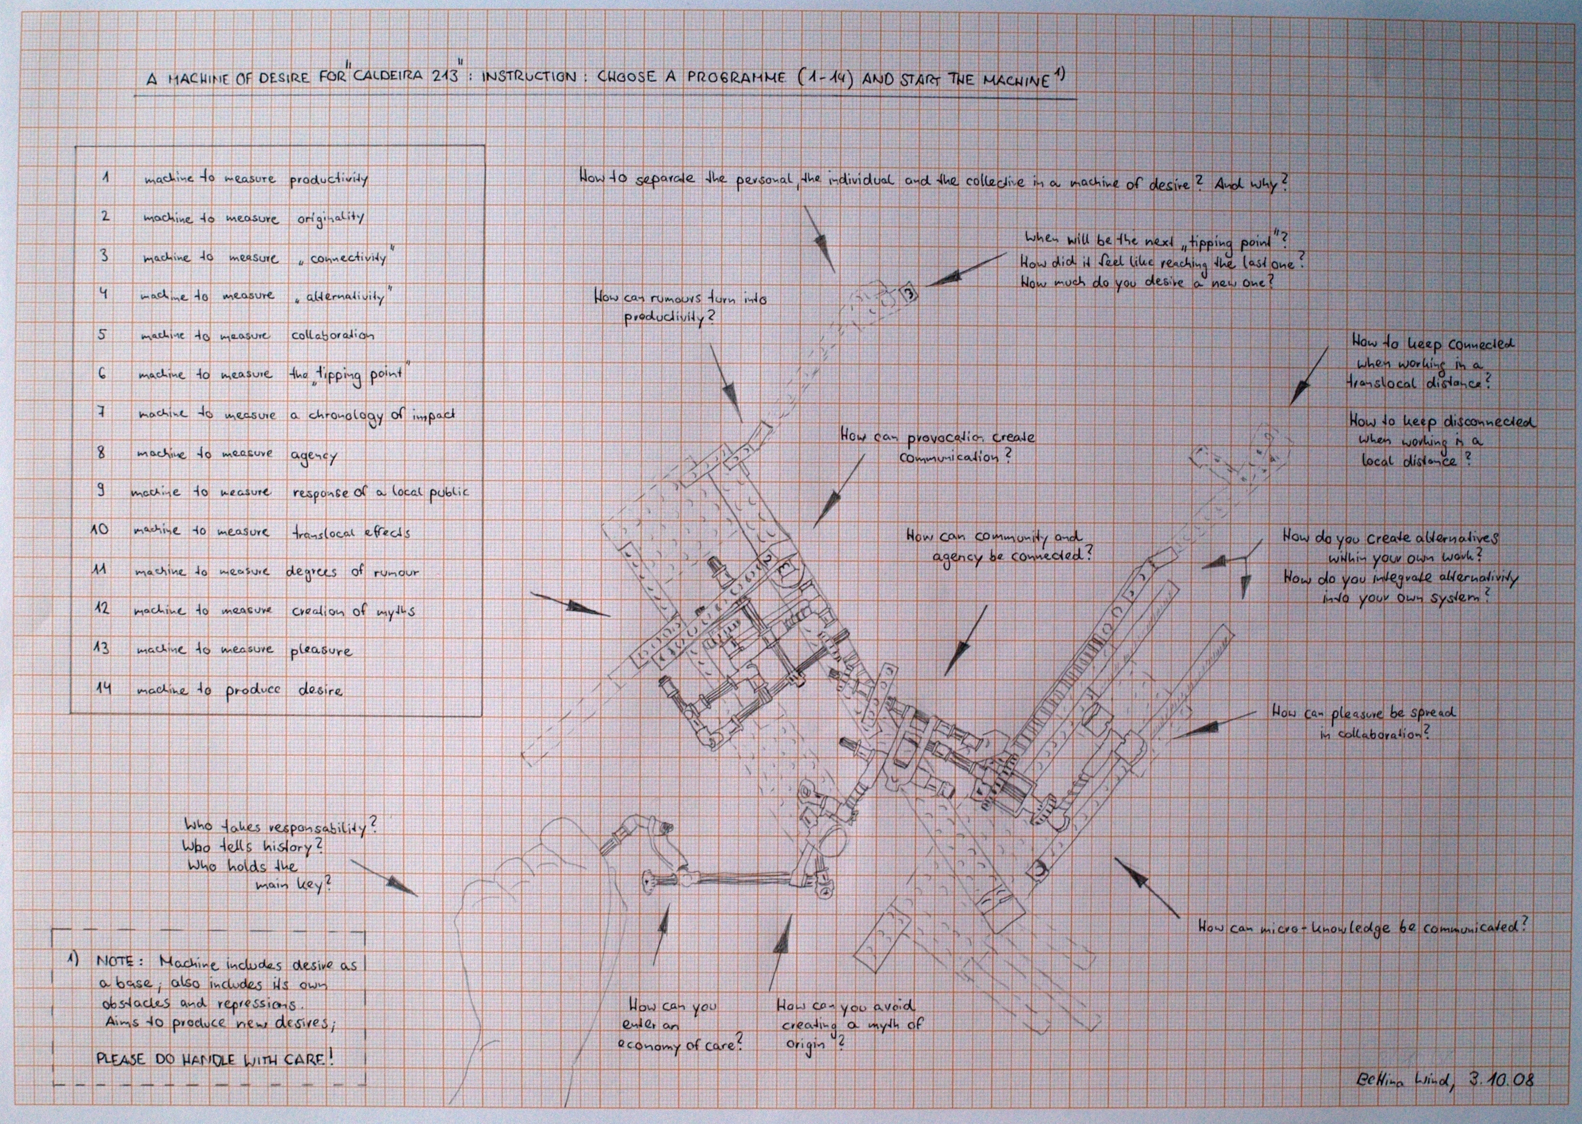 A MACHINE OF DESIRE FOR "CALDEIRA 213" : INSTRUCTION : CHOOSE A PROGRAMME (1-14) AND START THE MACHINE 1)
1 machine to measure productivity
2 machine to measure originality
3 machine to measure „connectivity"
4 machine to measure „alternativity"
5 machine to measure collaboration
6 machine to measure the „tipping point"
7 machine to measure a chronology of impact
8 machine to measure agency
9 machine to measure response of a local public
10 machine to measure translocal effects
11 machine to measure degrees of rumour
12 machine to measure creation of myths
13 machine to measure pleasure
14 machine to produce desire
How to separate the personal, the individual and the collective in a machine of desire? And why?
When will be the next „tipping point"?
How did it feel like reaching the last one?
How much do you desire a new one?
How can rumours turn into
productivity?
How to keep connected
when working in a
translocal distance?
How to keep disconnected
when working in a
local distance?
How can provocation create
communication?
How can community and
agency be connected?
How do you create alternatives
within your own work?
How do you integrate alternativity
into your own system?
How can pleasure be spread
in collaboration?
Who takes responsability?
Who tells history?
Who holds the
main key?
How can micro-knowledge be communicated?
1) NOTE: Machine includes desire as
a base; also includes its own
obstacles and repressions.
Aims to produce new desires;
PLEASE DO HANDLE WITH CARE!
How can you
enter an
economy of care?
How can you avoid
creating a myth of
origin?
Bettina Wind, 3.10.08